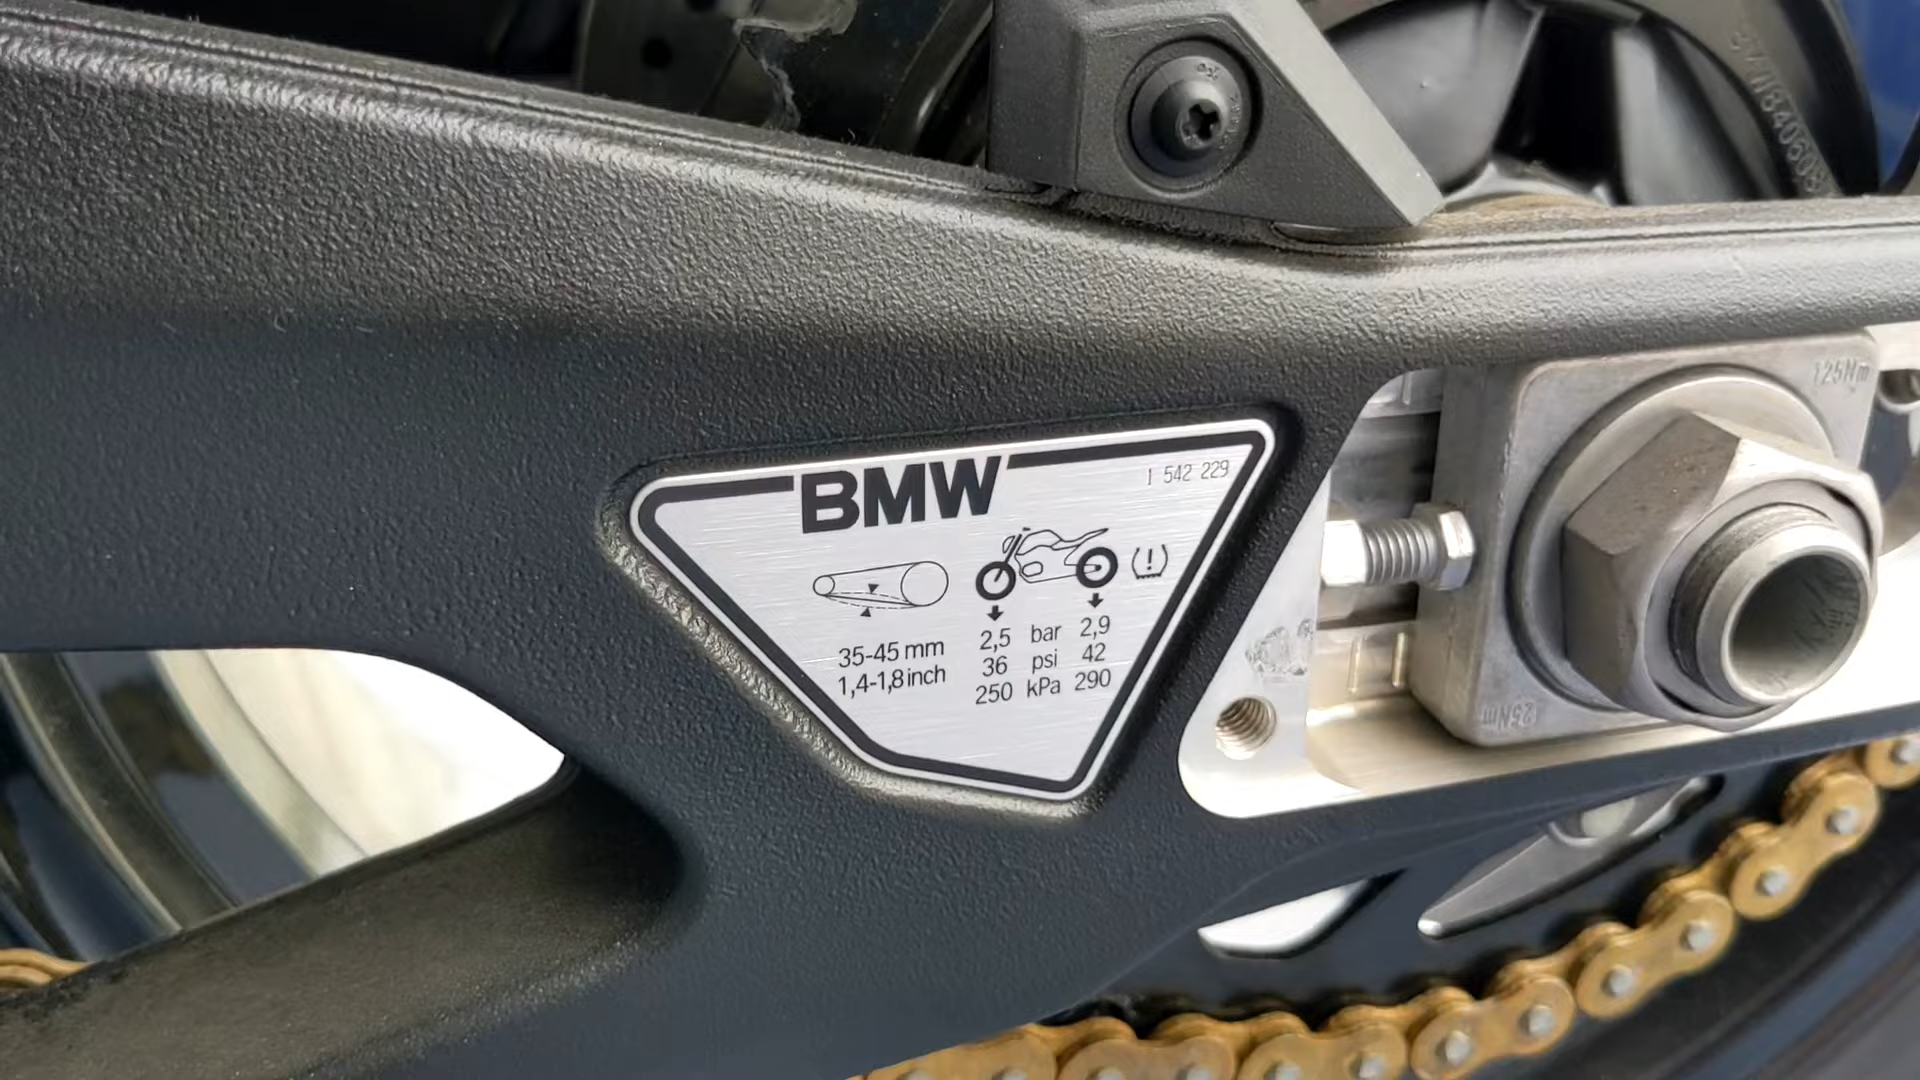 BMW
1 542 229
(!)
35-45 mm
1,4-1,8 inch
2,5 bar 2,9
36 psi 42
250 kPa 290
125Nm
125Nm